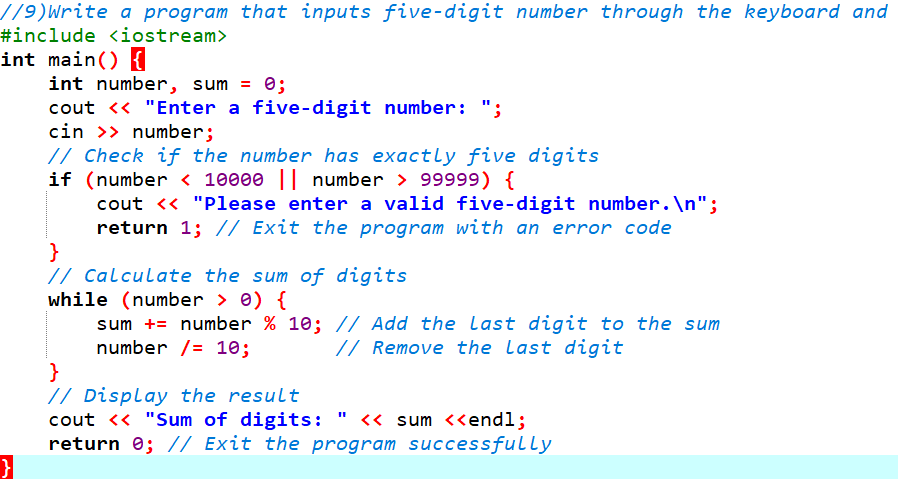 //9)Write a program that inputs five-digit number through the keyboard and
#include <iostream>
int main() {
    int number, sum = 0;
    cout << "Enter a five-digit number: ";
    cin >> number;
    // Check if the number has exactly five digits
    if (number < 10000 || number > 99999) {
        cout << "Please enter a valid five-digit number.\n";
        return 1; // Exit the program with an error code
    }
    // Calculate the sum of digits
    while (number > 0) {
        sum += number % 10; // Add the last digit to the sum
        number /= 10;       // Remove the last digit
    }
    // Display the result
    cout << "Sum of digits: " << sum <<endl;
    return 0; // Exit the program successfully
}